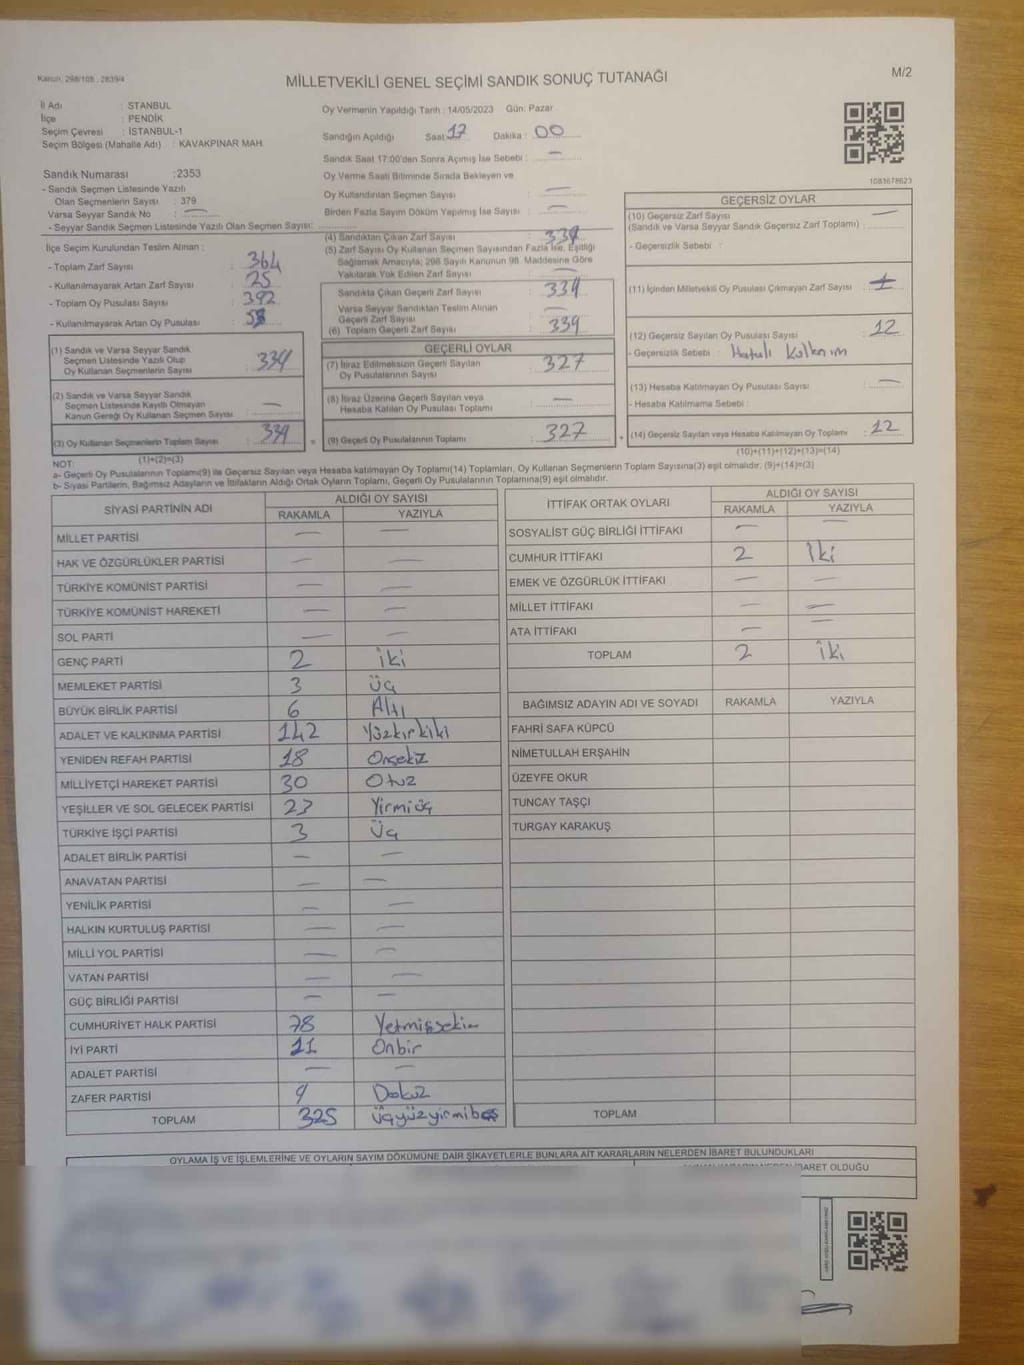 Kanun: 298/108, 2839/4
MİLLETVEKİLİ GENEL SEÇİMİ SANDIK SONUÇ TUTANAĞI
M/2
İl Adı : STANBUL
İlçe : PENDİK
Seçim Çevresi : İSTANBUL-1
Seçim Bölgesi (Mahalle Adı) : KAVAKPINAR MAH.
Oy Vermenin Yapıldığı Tarih : 14/05/2023 Gün: Pazar
Sandığın Açıldığı Saat: 17 Dakika : 00
Sandık Saat 17:00'dan Sonra Açılmış İse Sebebi : —
Sandık Numarası :2353
- Sandık Seçmen Listesinde Yazılı
Olan Seçmenlerin Sayısı : 379
Varsa Seyyar Sandık No : —
- Seyyar Sandık Seçmen Listesinde Yazılı Olan Seçmen Sayısı:
Oy Verme Saati Bitiminde Sırada Bekleyen ve
Oy Kullandırılan Seçmen Sayısı : —
Birden Fazla Sayım Döküm Yapılmış İse Sayısı : —
1083678623
İlçe Seçim Kurulundan Teslim Alınan :
- Toplam Zarf Sayısı : 364
- Kullanılmayarak Artan Zarf Sayısı : 25
- Toplam Oy Pusulası Sayısı : 392
- Kullanılmayarak Artan Oy Pusulası :
(4) Sandıktan Çıkan Zarf Sayısı : 339
(5) Zarf Sayısı Oy Kullanan Seçmen Sayısından Fazla İse, Eşitliği
Sağlamak Amacıyla; 298 Sayılı Kanunun 98. Maddesine Göre
Yakılarak Yok Edilen Zarf Sayısı : —
Sandıkta Çıkan Geçerli Zarf Sayısı : 339
Varsa Seyyar Sandıktan Teslim Alınan
Geçerli Zarf Sayısı : —
(6) Toplam Geçerli Zarf Sayısı : 339
GEÇERSİZ OYLAR
(10) Geçersiz Zarf Sayısı : —
(Sandık ve Varsa Seyyar Sandık Geçersiz Zarf Toplamı)
- Geçersizlik Sebebi :
(11) İçinden Milletvekili Oy Pusulası Çıkmayan Zarf Sayısı :
(12) Geçersiz Sayılan Oy Pusulası Sayısı : 12
- Geçersizlik Sebebi : Hatalı
(13) Hesaba Katılmayan Oy Pusulası Sayısı : —
- Hesaba Katılmama Sebebi :
(14) Geçersiz Sayılan veya Hesaba Katılmayan Oy Toplamı : 12
(10)+(11)+(12)+(13)=(14)
(1) Sandık ve Varsa Seyyar Sandık
Seçmen Listesinde Yazılı Olup
Oy Kullanan Seçmenlerin Sayısı : 339
(2) Sandık ve Varsa Seyyar Sandık
Seçmen Listesinde Kayıtlı Olmayan
Kanun Gereği Oy Kullanan Seçmen Sayısı : —
(3) Oy Kullanan Seçmenlerin Toplam Sayısı : 339
(1)+(2)=(3)
GEÇERLİ OYLAR
(7) İtiraz Edilmeksizin Geçerli Sayılan
Oy Pusulalarının Sayısı : 327
(8) İtiraz Üzerine Geçerli Sayılan veya
Hesaba Katılan Oy Pusulası Toplamı : —
(9) Geçerli Oy Pusulalarının Toplamı : 327
NOT:
a- Geçerli Oy Pusulalarının Toplamı(9) ile Geçersiz Sayılan veya Hesaba katılmayan Oy Toplamı(14) Toplamları, Oy Kullanan Seçmenlerin Toplam Sayısına(3) eşit olmalıdır. (9)+(14)=(3)
b- Siyasi Partilerin, Bağımsız Adayların ve İttifakların Aldığı Ortak Oyların Toplamı, Geçerli Oy Pusulalarının Toplamına(9) eşit olmalıdır.
SİYASİ PARTİNİN ADI ALDIĞI OY SAYISI
RAKAMLA YAZIYLA
MİLLET PARTİSİ —
HAK VE ÖZGÜRLÜKLER PARTİSİ — —
TÜRKİYE KOMÜNİST PARTİSİ — —
TÜRKİYE KOMÜNİST HAREKETİ — —
SOL PARTİ — —
GENÇ PARTİ 2 iki
MEMLEKET PARTİSİ 3 üç
BÜYÜK BİRLİK PARTİSİ 6 Altı
ADALET VE KALKINMA PARTİSİ 142 Yüzkırkiki
YENİDEN REFAH PARTİSİ 18 Onsekiz
MİLLİYETÇİ HAREKET PARTİSİ 30 Otuz
YEŞİLLER VE SOL GELECEK PARTİSİ 23 Yirmiüç
TÜRKİYE İŞÇİ PARTİSİ 3 Üç
ADALET BİRLİK PARTİSİ — —
ANAVATAN PARTİSİ — —
YENİLİK PARTİSİ — —
HALKIN KURTULUŞ PARTİSİ — —
MİLLİ YOL PARTİSİ — —
VATAN PARTİSİ — —
GÜÇ BİRLİĞİ PARTİSİ — —
CUMHURİYET HALK PARTİSİ 78 Yetmişsekiz
İYİ PARTİ 11 Onbir
ADALET PARTİSİ — —
ZAFER PARTİSİ 9 Dokuz
TOPLAM 325 üçyüzyirmibeş
İTTİFAK ORTAK OYLARI ALDIĞI OY SAYISI
RAKAMLA YAZIYLA
SOSYALİST GÜÇ BİRLİĞİ İTTİFAKI — —
CUMHUR İTTİFAKI 2 İki
EMEK VE ÖZGÜRLÜK İTTİFAKI — —
MİLLET İTTİFAKI — —
ATA İTTİFAKI — —
TOPLAM 2 iki
BAĞIMSIZ ADAYIN ADI VE SOYADI RAKAMLA YAZIYLA
FAHRİ SAFA KÜPCÜ
NİMETULLAH ERŞAHİN
ÜZEYFE OKUR
TUNCAY TAŞÇI
TURGAY KARAKUŞ
TOPLAM
OYLAMA İŞ VE İŞLEMLERİNE VE OYLARIN SAYIM DÖKÜMÜNE DAİR ŞİKAYETLERLE BUNLARA AİT KARARLARIN NELERDEN İBARET BULUNDUKLARI
İBARET OLDUĞU